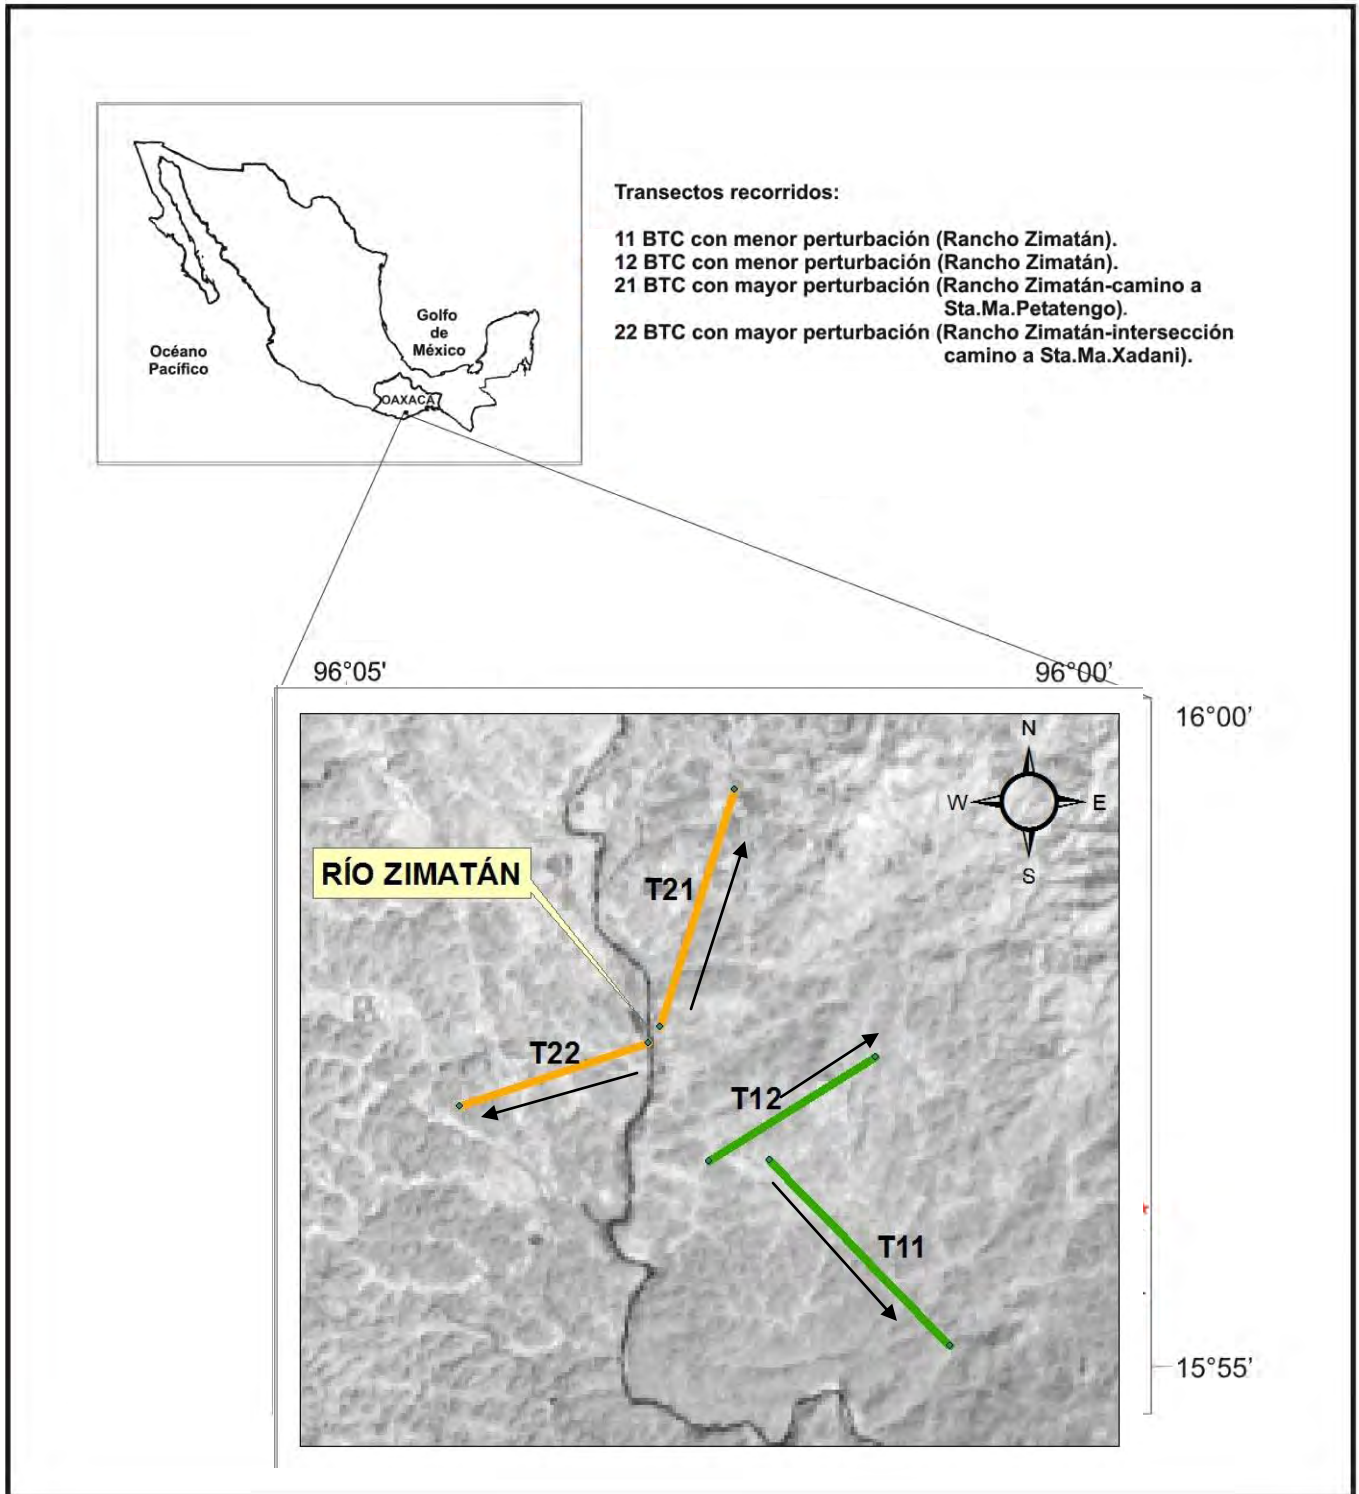 Transectos recorridos:
11 BTC con menor perturbación (Rancho Zimatán).
12 BTC con menor perturbación (Rancho Zimatán).
21 BTC con mayor perturbación (Rancho Zimatán-camino a
Sta.Ma.Petatengo).
22 BTC con mayor perturbación (Rancho Zimatán-intersección
camino a Sta.Ma.Xadani).
Golfo
de
México
Océano
Pacífico
OAXACA
96°05'
96°00'
16°00'
N
W
E
S
RÍO ZIMATÁN
T21
T22
T12
T11
15°55'